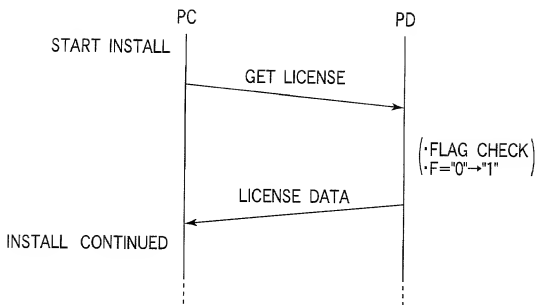 PC
PD
START INSTALL
GET LICENSE
(·FLAG CHECK
·F="0"→"1")
LICENSE DATA
INSTALL CONTINUED